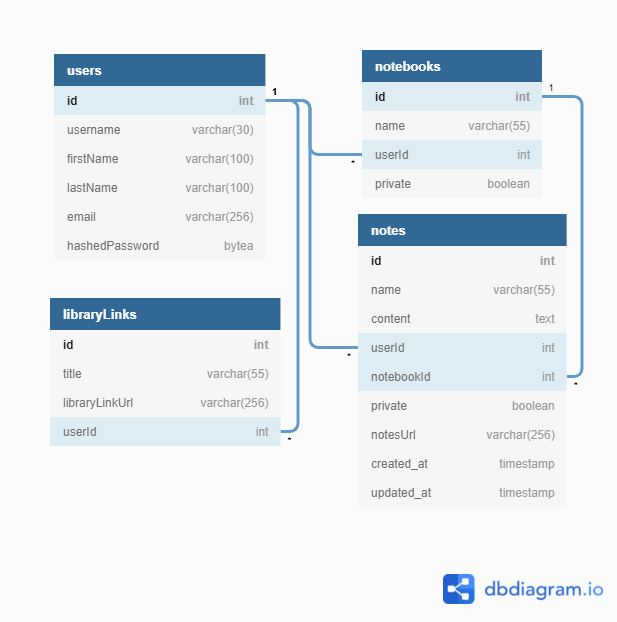 users
id int
username varchar(30)
firstName varchar(100)
lastName varchar(100)
email varchar(256)
hashedPassword bytea
1
*
*
*
notebooks
id int
name varchar(55)
userId int
private boolean
1
*
notes
id int
name varchar(55)
content text
userId int
notebookId int
private boolean
notesUrl varchar(256)
created_at timestamp
updated_at timestamp
libraryLinks
id int
title varchar(55)
libraryLinkUrl varchar(256)
userId int
dbdiagram.io